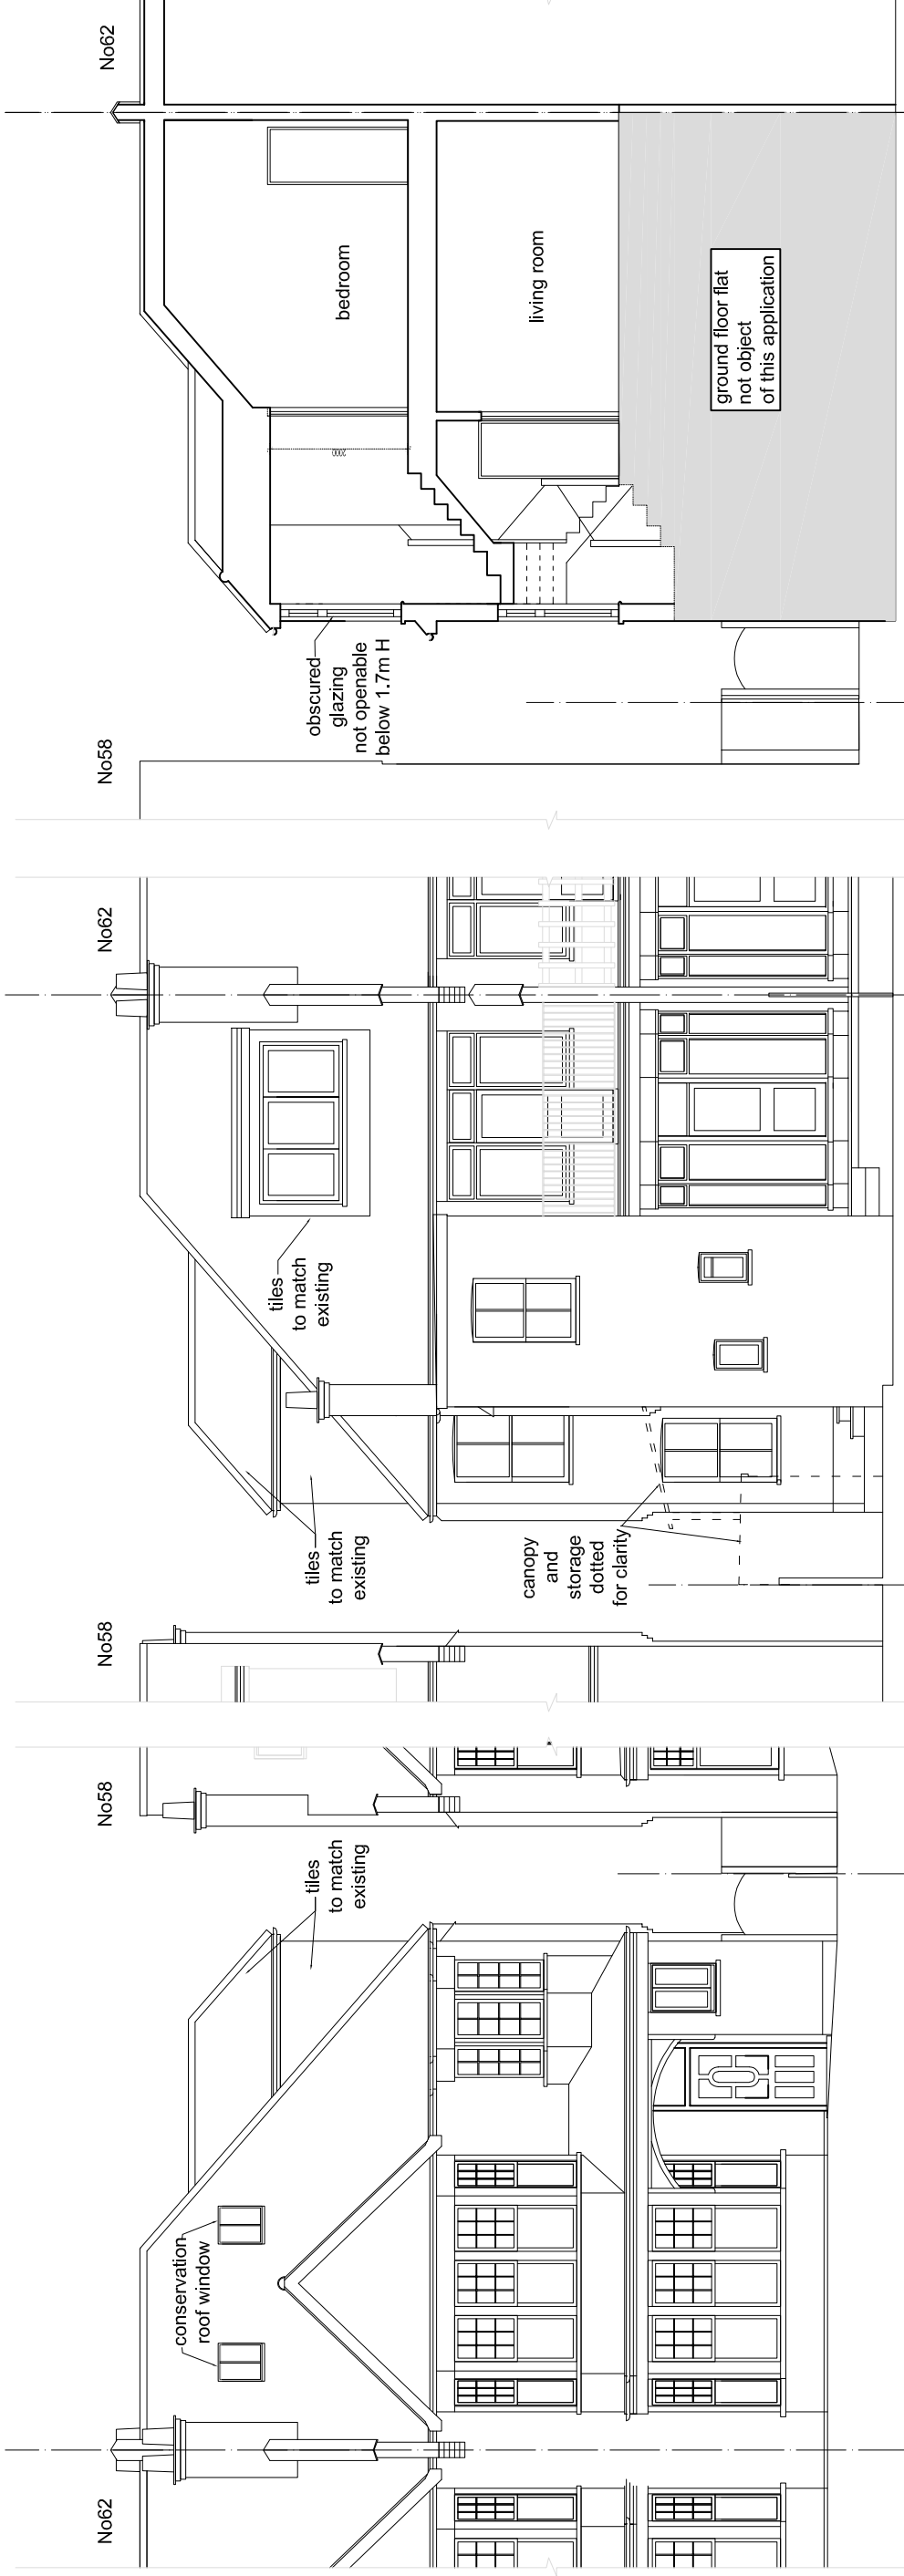 No62
conservation
roof window
tiles
to match
existing
No58
No58
tiles
to match
existing
canopy
and
storage
dotted
for clarity
tiles
to match
existing
No62
No58
obscured
glazing
not openable
below 1.7m H
2000
bedroom
living room
ground floor flat
not object
of this application
No62